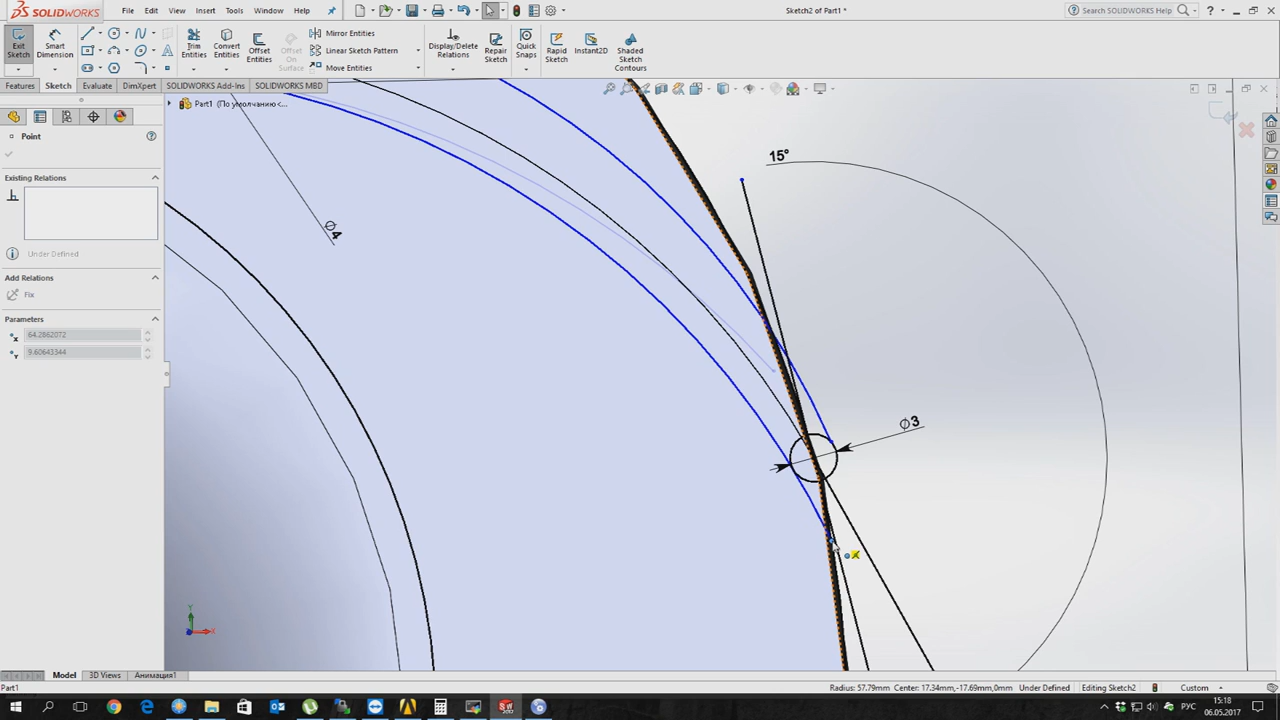 SOLIDWORKS
File Edit View Insert Tools Window Help
Sketch2 of Part1 *
Search SOLIDWORKS Help
Exit Sketch
Smart Dimension
Trim Entities
Convert Entities
Offset Entities
Offset On Surface
Mirror Entities
Linear Sketch Pattern
Move Entities
Display/Delete Relations
Repair Sketch
Quick Snaps
Rapid Sketch
Instant2D
Shaded Sketch Contours
Features Sketch Evaluate DimXpert SOLIDWORKS Add-Ins SOLIDWORKS MBD
Part1 (По умолчанию<...
Point
Existing Relations
Under Defined
Add Relations
Fix
Parameters
64.2862072
9.60643344
15°
∅4
∅3
Y
X
Model 3D Views Анимация1
Part1
Radius: 57.79mm Center: 17.34mm,-17.69mm,0mm Under Defined Editing Sketch2 Custom
РУС
15:18
06.05.2017